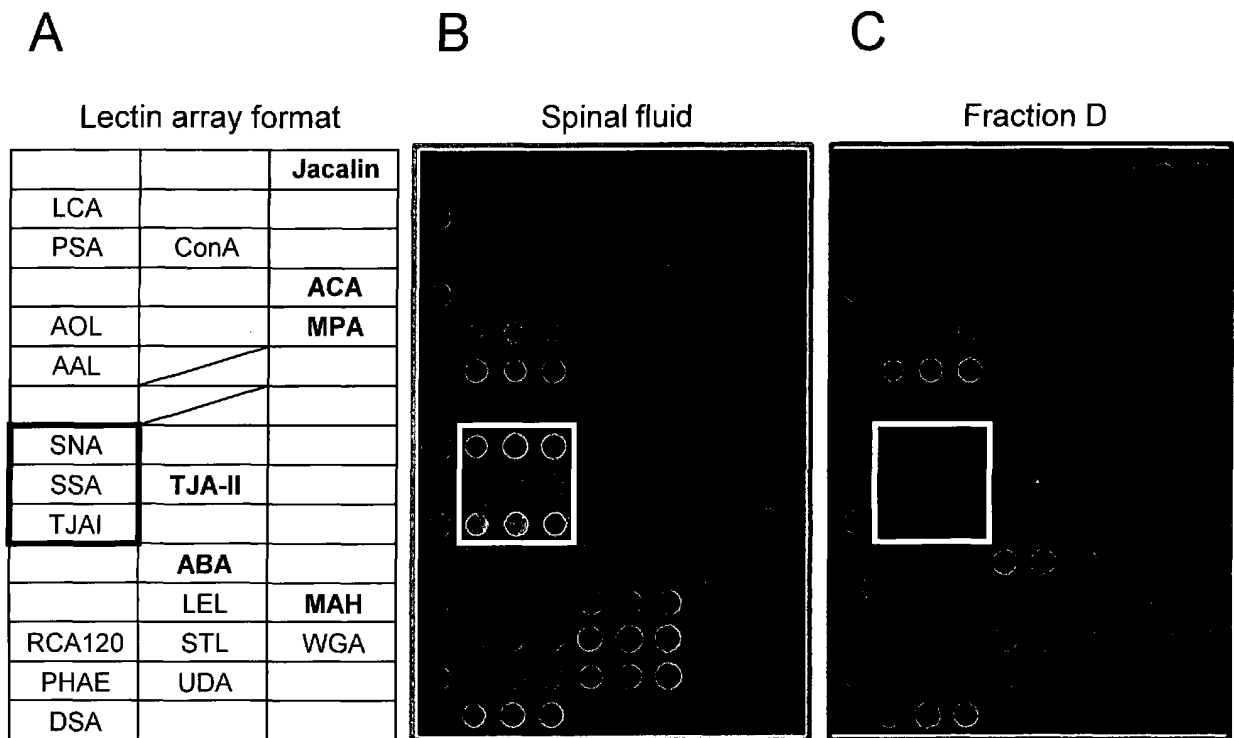 A B C
Lectin array format Spinal fluid Fraction D
Jacalin
LCA
PSA ConA
ACA
AOL MPA
AAL
SNA
SSA TJA-II
TJAI
ABA
LEL MAH
RCA120 STL WGA
PHAE UDA
DSA